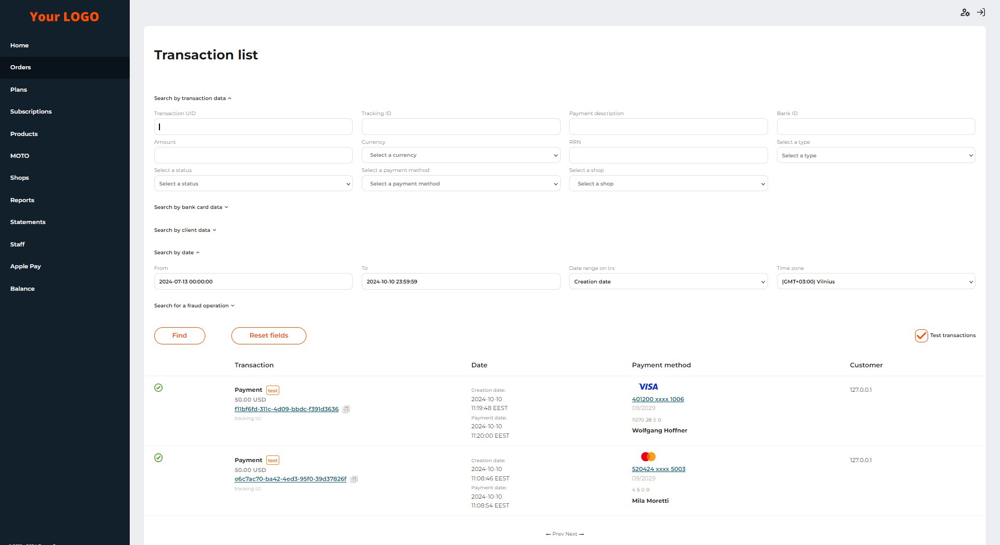 Your LOGO
Home
Orders
Plans
Subscriptions
Products
MOTO
Shops
Reports
Statements
Staff
Apple Pay
Balance
Transaction list
Search by transaction data
Transaction UID Tracking ID Payment description Bank ID
Amount Currency RRN Select a type
Select a currency Select a type
Select a status Select a payment method Select a shop
Select a status Select a payment method Select a shop
Search by bank card data
Search by client data
Search by date
From To Date range on trx Time zone
2024-07-13 00:00:00 2024-10-10 23:59:59 Creation date (GMT+03:00) Vilnius
Search for a fraud operation
Find Reset fields Test transactions
Transaction Date Payment method Customer
Payment test
50.00 USD
f11bf6fd-311c-4d09-bbdc-f391d3636
tracking ID:
Creation date:
2024-10-10
11:19:48 EEST
Payment date:
2024-10-10
11:20:00 EEST
VISA
401200 xxxx 1006
09/2029
11270 28 5 0
Wolfgang Hoffner
127.0.0.1
Payment test
50.00 USD
e6c7ac70-ba42-4ed3-95f0-39d37826f
tracking ID:
Creation date:
2024-10-10
11:08:46 EEST
Payment date:
2024-10-10
11:08:54 EEST
520424 xxxx 5003
09/2029
4 5 0 0
Mila Moretti
127.0.0.1
← Prev Next →